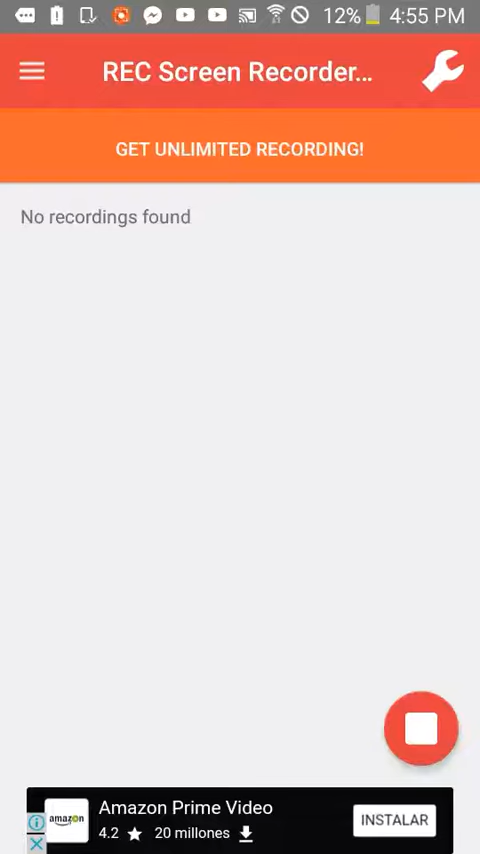 12% 4:55 PM
REC Screen Recorder...
GET UNLIMITED RECORDING!
No recordings found
amazon
Amazon Prime Video
4.2 20 millones
INSTALAR